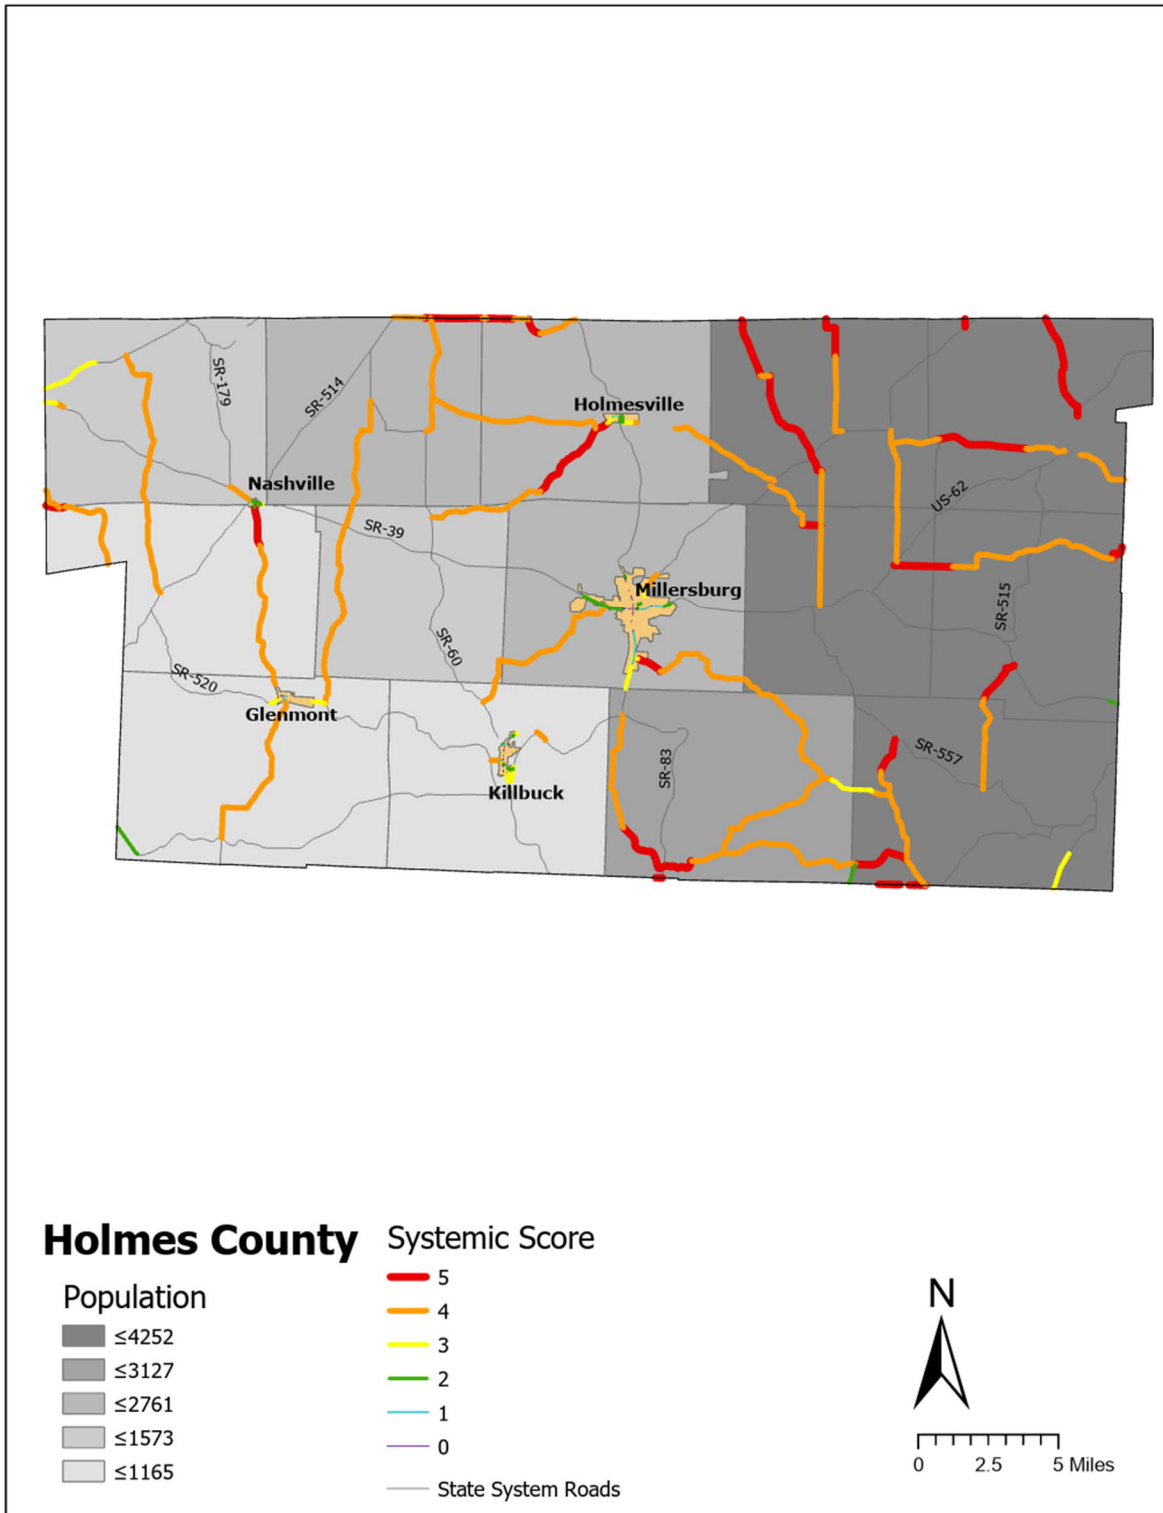 SR-179
SR-514
Holmesville
Nashville
US-62
SR-39
Millersburg
SR-515
SR-60
SR-520
Glenmont
SR-557
SR-83
Killbuck
Holmes County
Population
≤4252
≤3127
≤2761
≤1573
≤1165
Systemic Score
5
4
3
2
1
0
State System Roads
N
0 2.5 5 Miles